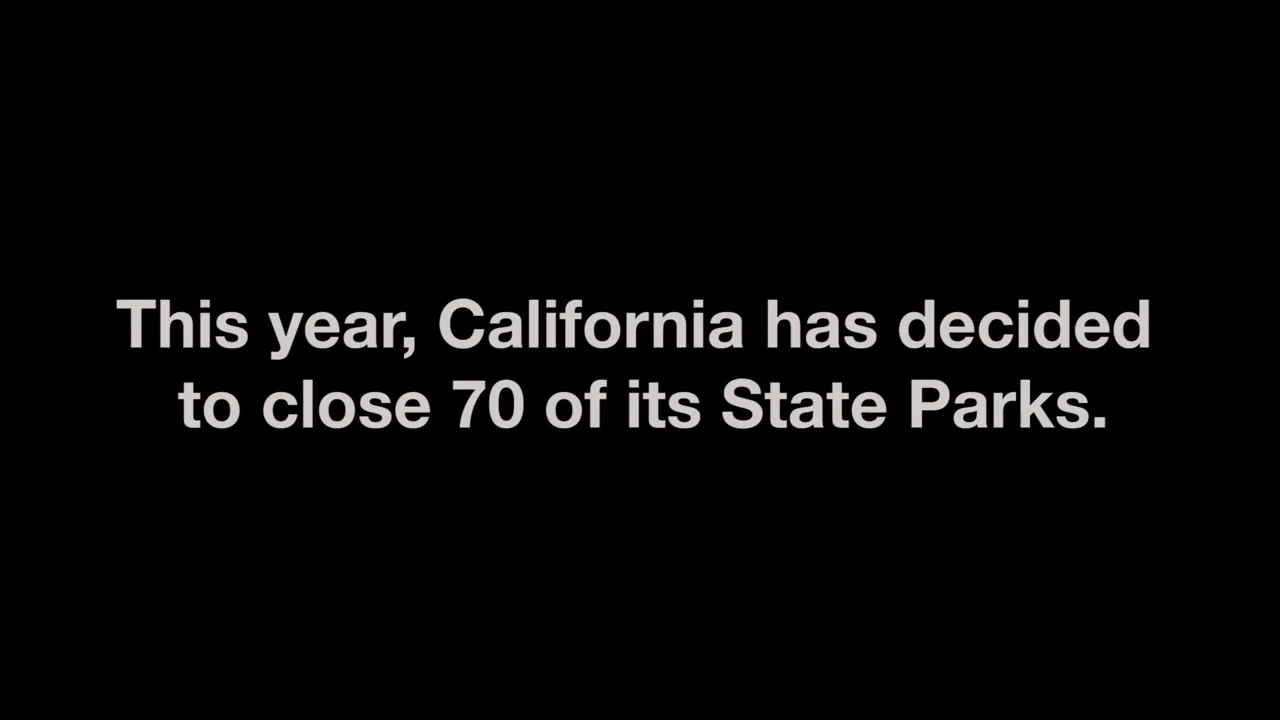 This year, California has decided
to close 70 of its State Parks.